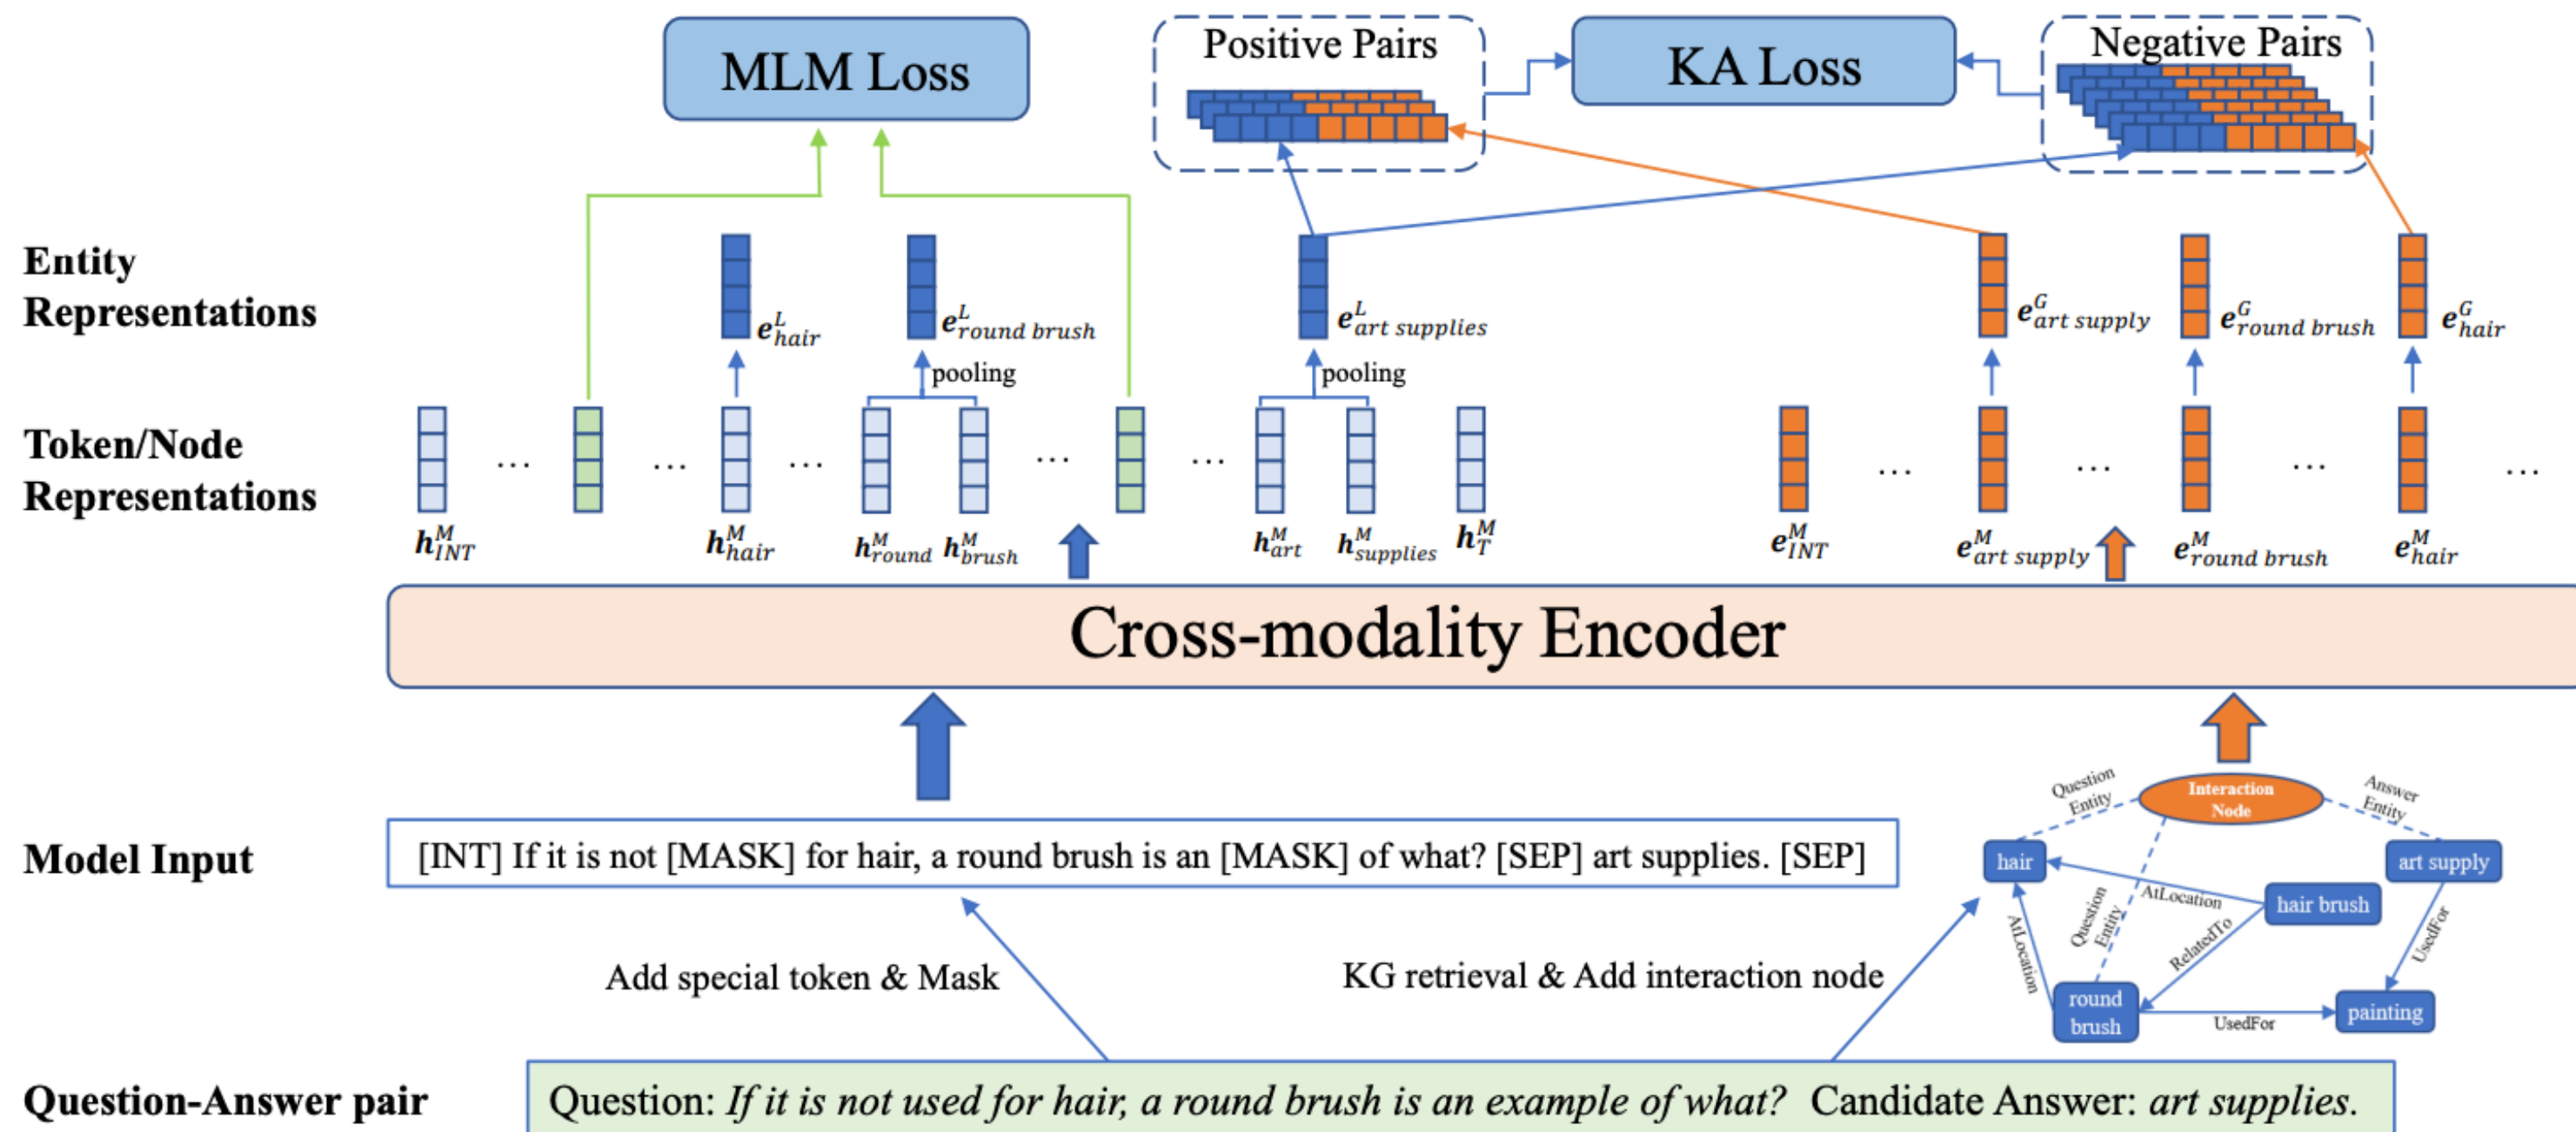 MLM Loss
Positive Pairs
KA Loss
Negative Pairs
Entity
Representations
e^L_hair
e^L_round brush
e^L_art supplies
e^G_art supply
e^G_round brush
e^G_hair
pooling
pooling
Token/Node
Representations
...
...
...
...
...
...
...
...
...
h^M_INT
h^M_hair
h^M_round
h^M_brush
h^M_art
h^M_supplies
h^M_T
e^M_INT
e^M_art supply
e^M_round brush
e^M_hair
Cross-modality Encoder
Model Input
[INT] If it is not [MASK] for hair, a round brush is an [MASK] of what? [SEP] art supplies. [SEP]
Question
Entity
Interaction
Node
Answer
Entity
hair
art supply
AtLocation
hair brush
Question
Entity
AtLocation
RelatedTo
UsedFor
round
brush
UsedFor
painting
Add special token & Mask
KG retrieval & Add interaction node
Question-Answer pair
Question: If it is not used for hair, a round brush is an example of what? Candidate Answer: art supplies.